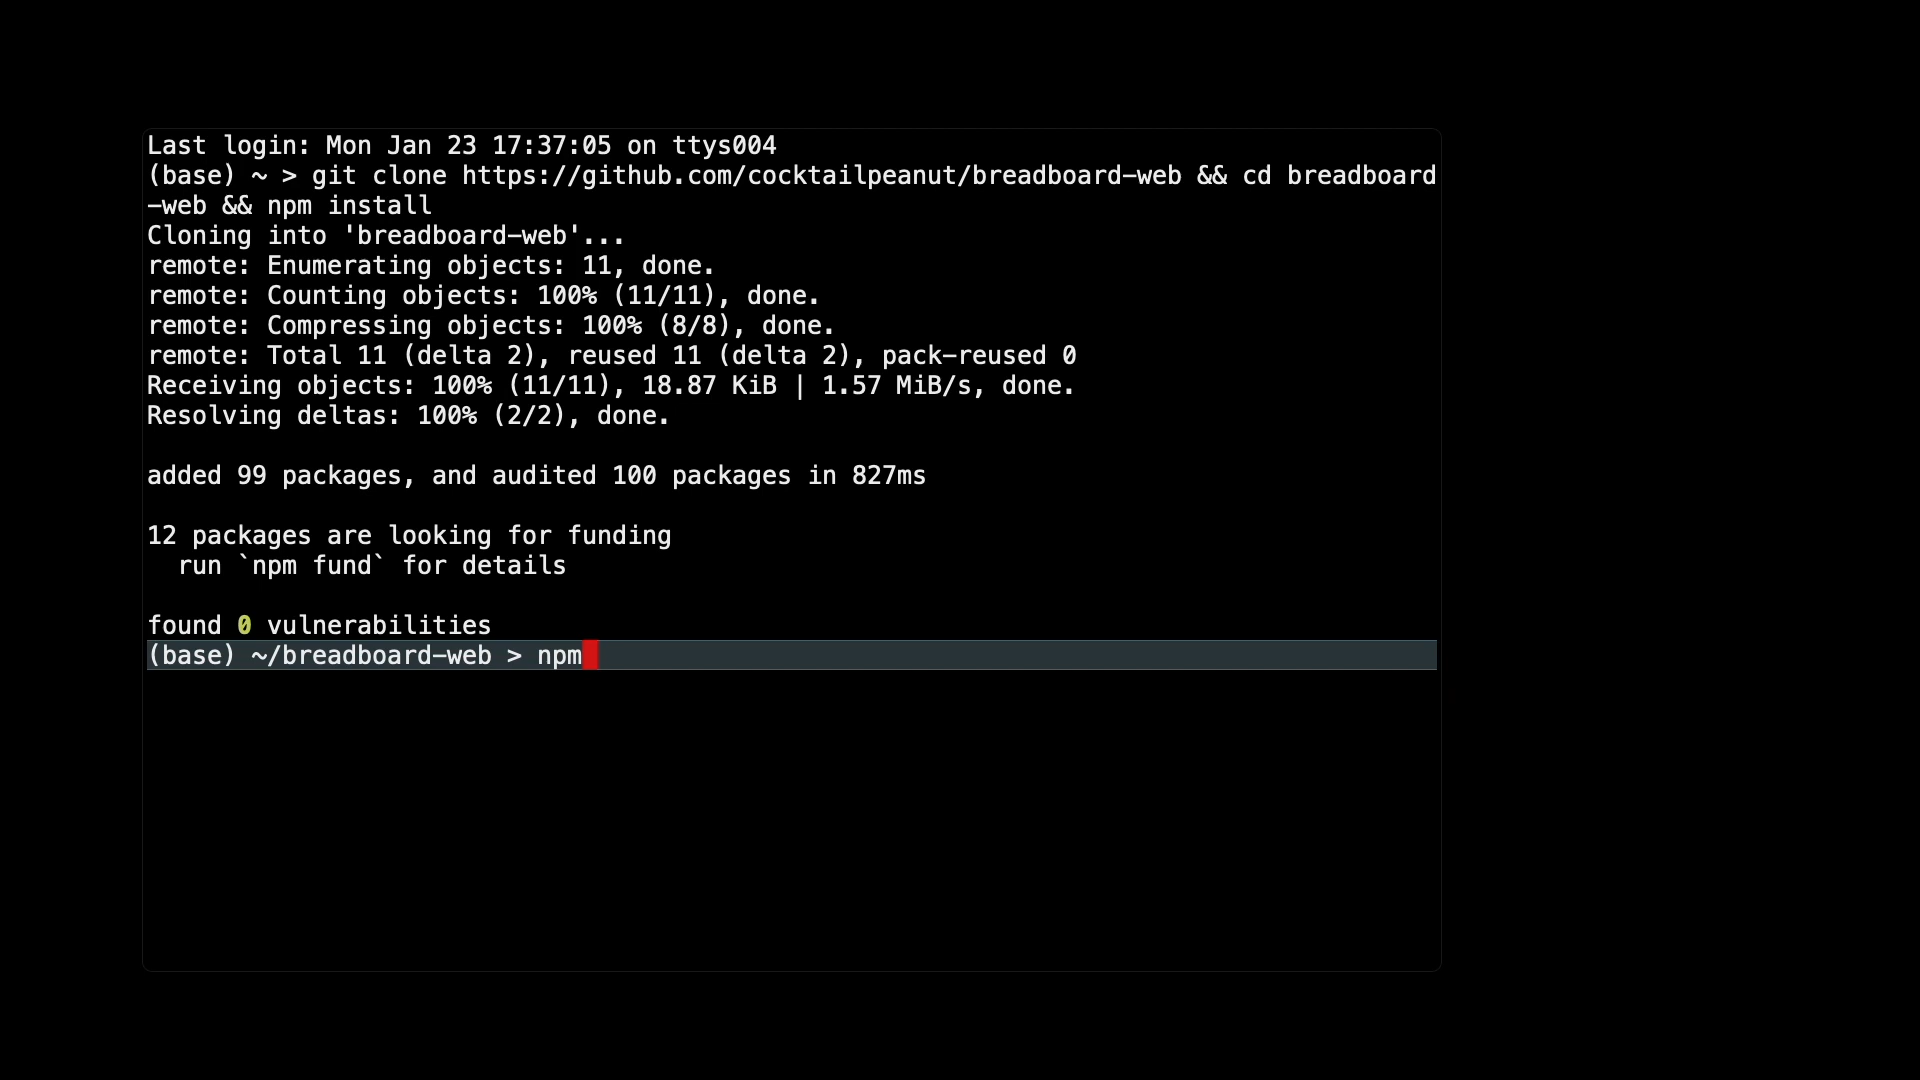 Last login: Mon Jan 23 17:37:05 on ttys004
(base) ~ > git clone https://github.com/cocktailpeanut/breadboard-web && cd breadboard
-web && npm install
Cloning into 'breadboard-web'...
remote: Enumerating objects: 11, done.
remote: Counting objects: 100% (11/11), done.
remote: Compressing objects: 100% (8/8), done.
remote: Total 11 (delta 2), reused 11 (delta 2), pack-reused 0
Receiving objects: 100% (11/11), 18.87 KiB | 1.57 MiB/s, done.
Resolving deltas: 100% (2/2), done.
added 99 packages, and audited 100 packages in 827ms
12 packages are looking for funding
  run `npm fund` for details
found 0 vulnerabilities
(base) ~/breadboard-web > npm